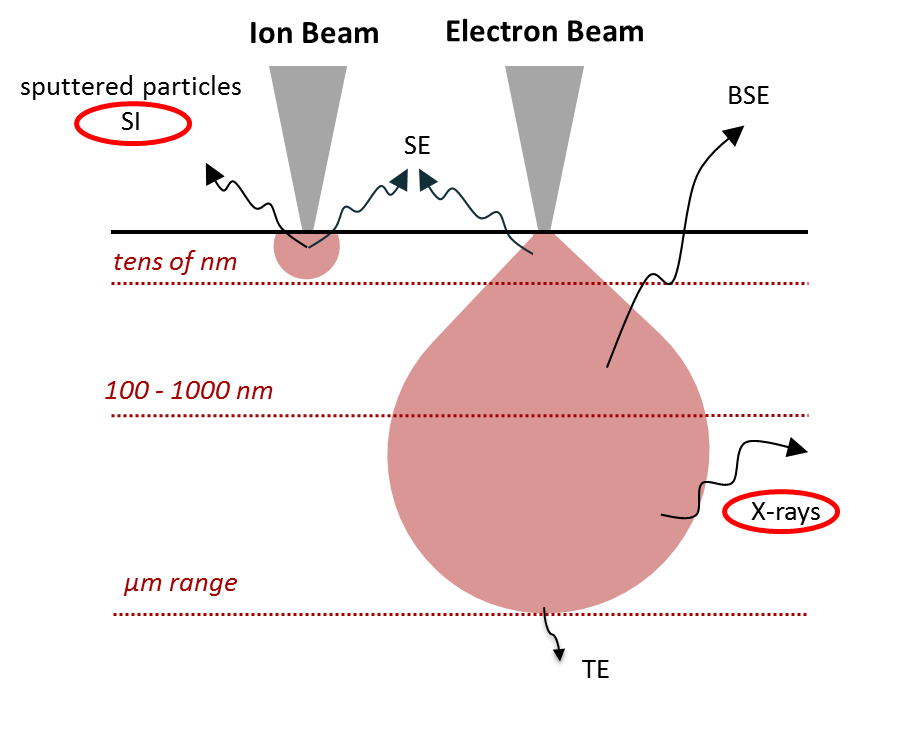 Ion Beam
Electron Beam
sputtered particles
SI
SE
BSE
tens of nm
100 - 1000 nm
X-rays
µm range
TE